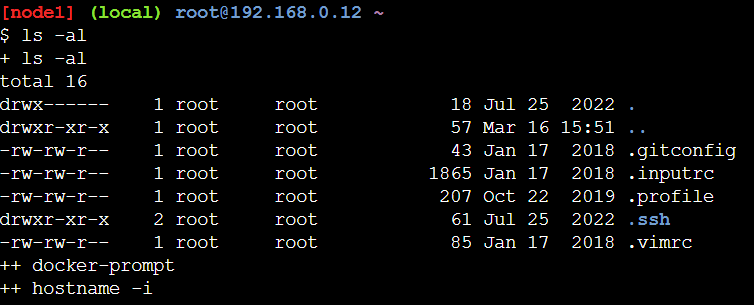 [node1] (local) root@192.168.0.12 ~
$ ls -al
+ ls -al
total 16
drwx------    1 root     root            18 Jul 25  2022 .
drwxr-xr-x    1 root     root            57 Mar 16 15:51 ..
-rw-rw-r--    1 root     root            43 Jan 17  2018 .gitconfig
-rw-rw-r--    1 root     root          1865 Jan 17  2018 .inputrc
-rw-rw-r--    1 root     root           207 Oct 22  2019 .profile
drwxr-xr-x    2 root     root            61 Jul 25  2022 .ssh
-rw-rw-r--    1 root     root            85 Jan 17  2018 .vimrc
++ docker-prompt
++ hostname -i